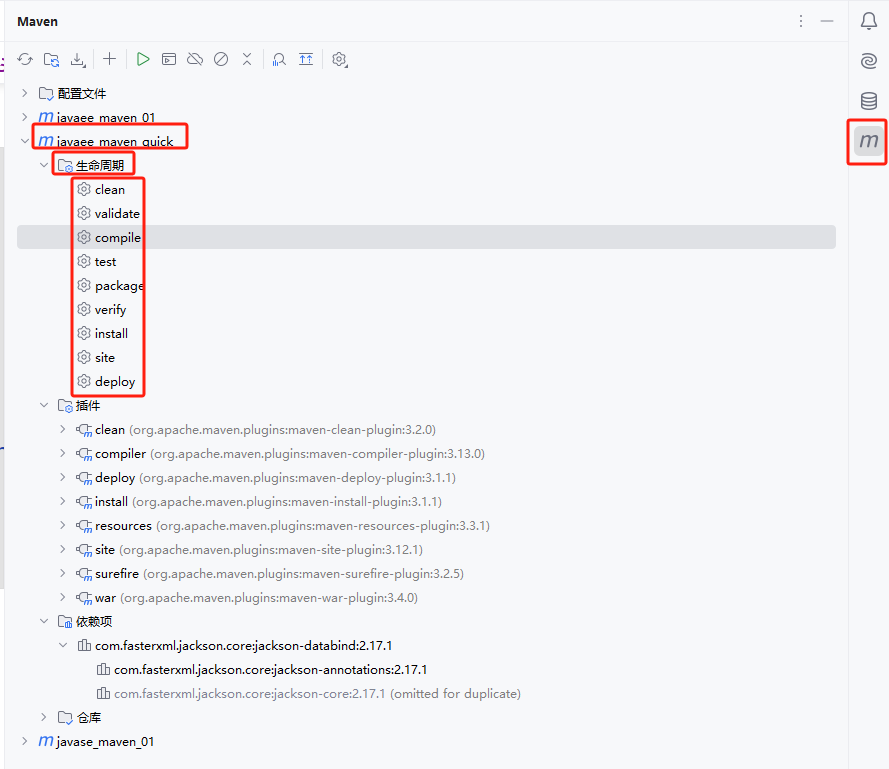 Maven
配置文件
javaee_maven_01
javaee_maven_quick
生命周期
clean
validate
compile
test
package
verify
install
site
deploy
插件
clean (org.apache.maven.plugins:maven-clean-plugin:3.2.0)
compiler (org.apache.maven.plugins:maven-compiler-plugin:3.13.0)
deploy (org.apache.maven.plugins:maven-deploy-plugin:3.1.1)
install (org.apache.maven.plugins:maven-install-plugin:3.1.1)
resources (org.apache.maven.plugins:maven-resources-plugin:3.3.1)
site (org.apache.maven.plugins:maven-site-plugin:3.12.1)
surefire (org.apache.maven.plugins:maven-surefire-plugin:3.2.5)
war (org.apache.maven.plugins:maven-war-plugin:3.4.0)
依赖项
com.fasterxml.jackson.core:jackson-databind:2.17.1
com.fasterxml.jackson.core:jackson-annotations:2.17.1
com.fasterxml.jackson.core:jackson-core:2.17.1 (omitted for duplicate)
仓库
javase_maven_01